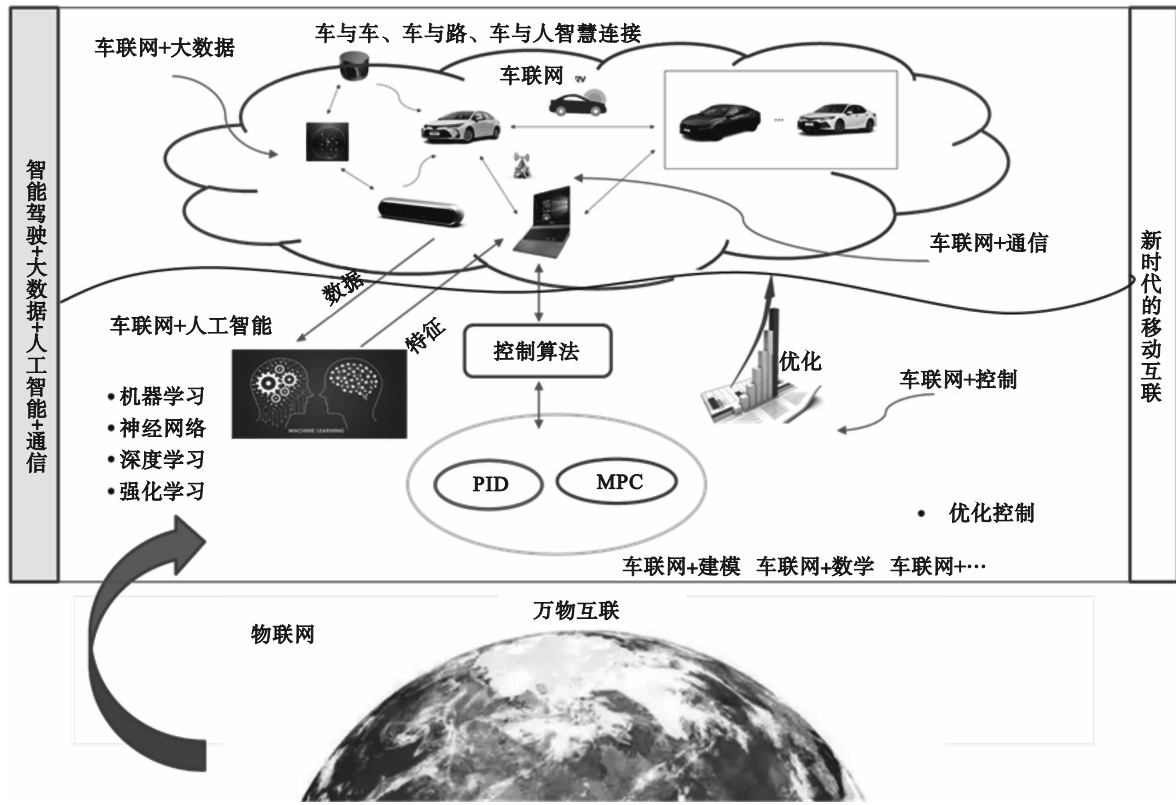 车与车、车与路、车与人智慧连接
车联网+大数据
车联网
智能驾驶+大数据+人工智能+通信
新时代的移动互联
车联网+通信
数据
特征
车联网+人工智能
控制算法
优化
车联网+控制
MACHINE LEARNING
•机器学习
•神经网络
•深度学习
•强化学习
PID
MPC
• 优化控制
车联网+建模 车联网+数学 车联网+…
万物互联
物联网